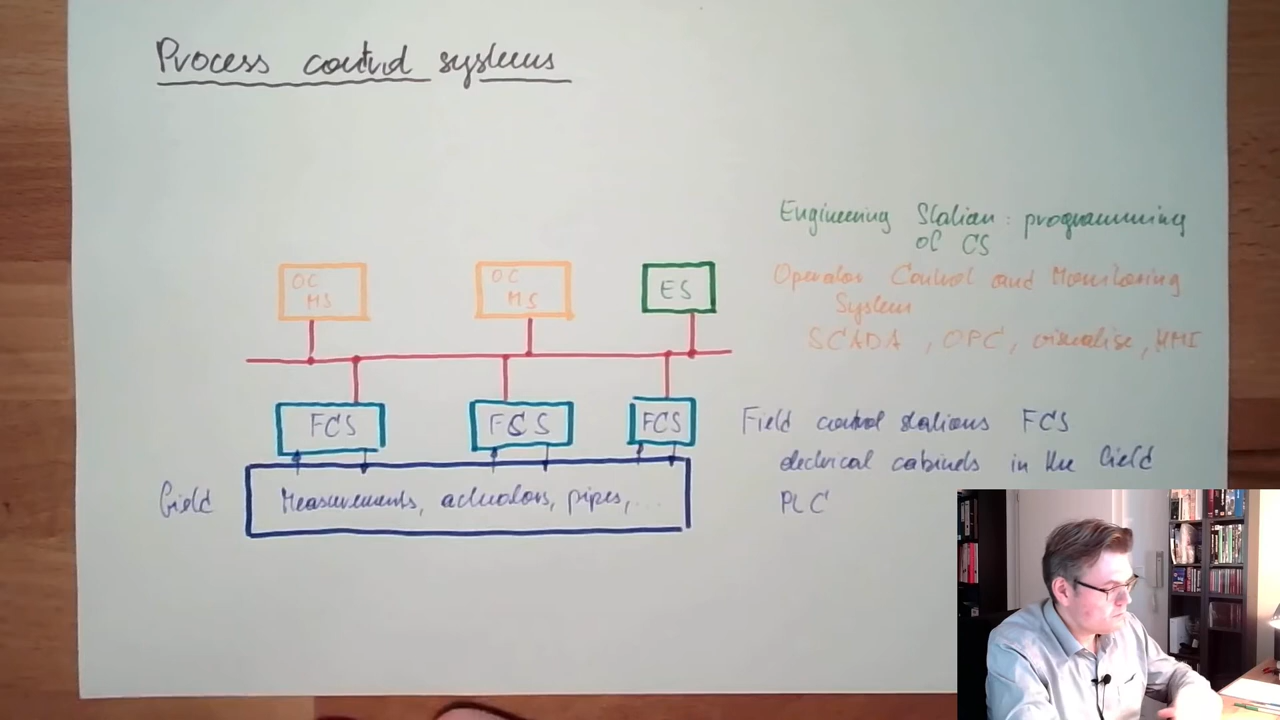 Process control systems
Engineering Station: programming
of CS
Operator Control and Monitoring
System
SCADA, OPC, visualise, HMI
OC
MS
OC
MS
ES
FCS
FCS
FCS
Field control stations FCS
electrical cabinets in the field
PLC
field
Measurements, actuators, pipes, ...